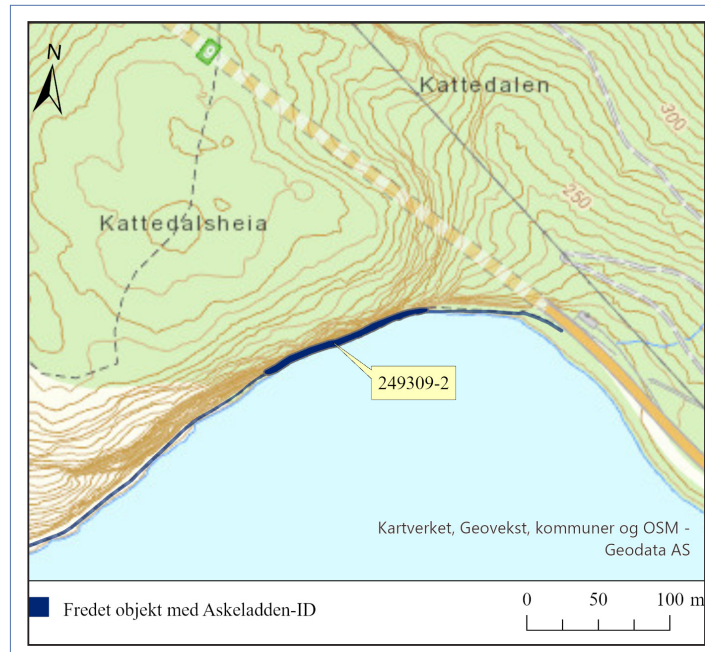 N
9
Kattedalen
300
250
Kattedalsheia
249309-2
Kartverket, Geovekst, kommuner og OSM -
Geodata AS
Fredet objekt med Askeladden-ID
0 50 100 m